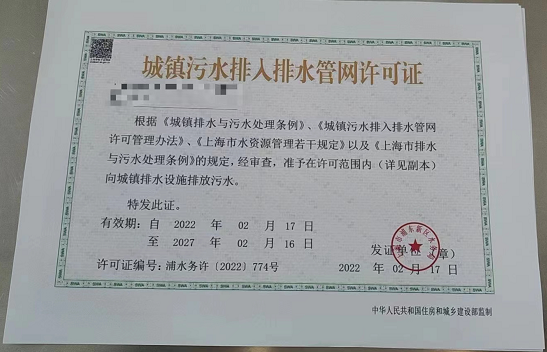 城镇污水排入排水管网许可证
根据《城镇排水与污水处理条例》、《城镇污水排入排水管网
许可管理办法》、《上海市水资源管理若干规定》以及《上海市排水
与污水处理条例》的规定，经审查，准予在许可范围内（详见副本）
向城镇排水设施排放污水。
特发此证。
有效期：自 2022 年 02 月 17 日
至 2027 年 02 月 16 日
发证单位（章）
许可证编号：浦水务许〔2022〕774号
2022 年 02 月 17 日
中华人民共和国住房和城乡建设部监制